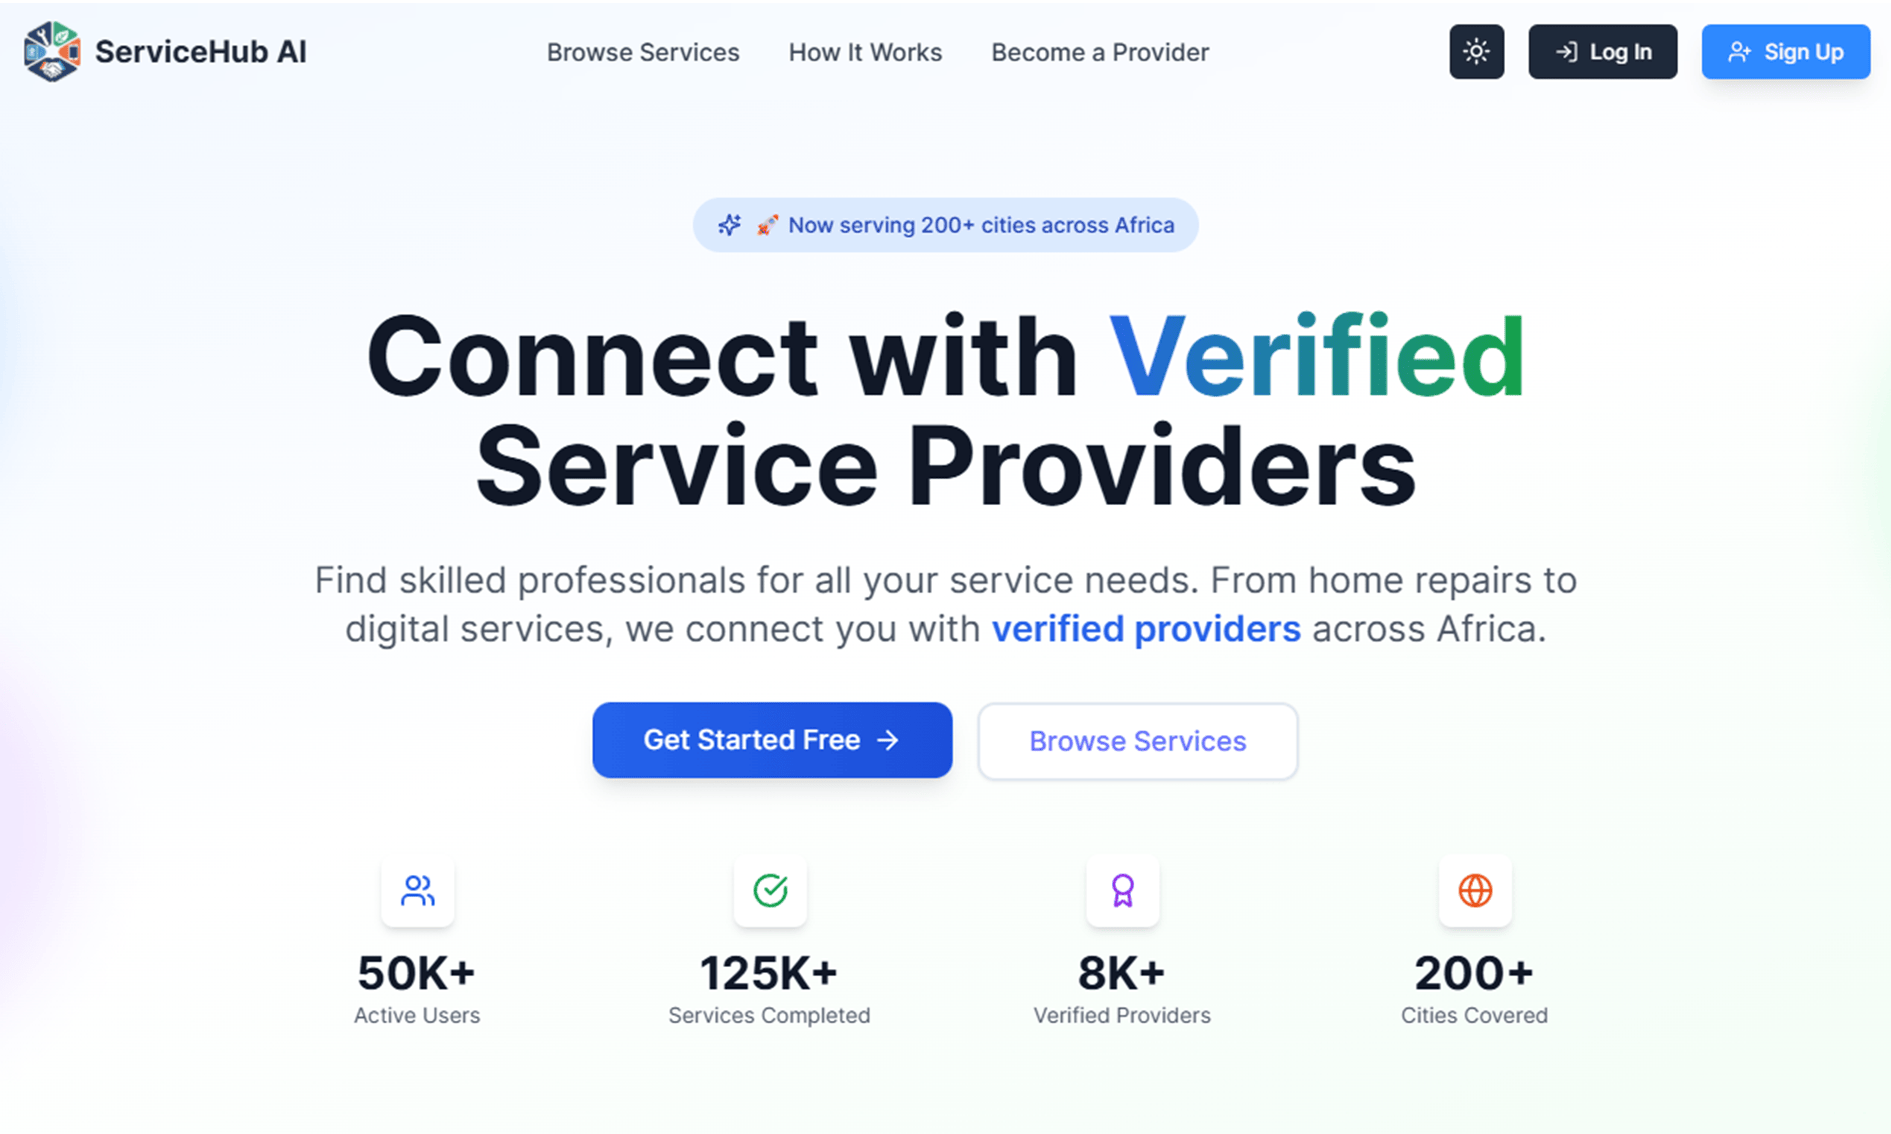 ServiceHub AI
Browse Services
How It Works
Become a Provider
Log In
Sign Up
🚀 Now serving 200+ cities across Africa
Connect with Verified
Service Providers
Find skilled professionals for all your service needs. From home repairs to
digital services, we connect you with verified providers across Africa.
Get Started Free →
Browse Services
50K+
Active Users
125K+
Services Completed
8K+
Verified Providers
200+
Cities Covered